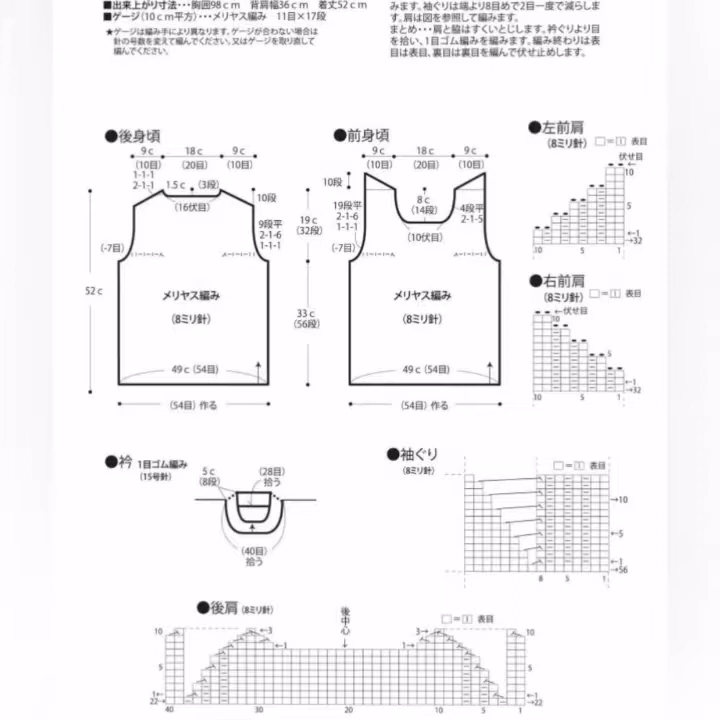 ■出来上がり寸法･･･胸囲98ｃｍ 背肩幅36ｃｍ 着丈52ｃｍ
■ゲージ(10ｃｍ平方)･･･メリヤス編み 11目×17段
★ゲージは編み手により異なります。ゲージが合わない場合は
針の号数を変えて編んでください。又はゲージを取り直して
編んでください。
みます。袖ぐりは端より8目めで2目一度で減らしま
す。肩は図を参照して編みます。
まとめ･･･肩と脇はすくいとじします。衿ぐりより目
を拾い、1目ゴム編みを編みます。編み終わりは表
目は表目、裏目は裏目を編んで伏せ止めします。
●後身頃
9ｃ 18ｃ 9ｃ
(10目) (20目) (10目)
1-1-1
2-1-1
1.5ｃ (3段)
(16伏目)
10段
9段平
2-1-6
1-1-1
(-7目)
52ｃ
メリヤス編み
(8ミリ針)
49ｃ(54目)
(54目)作る
19ｃ
(32段)
33ｃ
(56段)
●前身頃
9ｃ 18ｃ 9ｃ
(10目) (20目) (10目)
10段
8ｃ
(14段)
19段平
2-1-6
1-1-1
4段平
2-1-5
(10伏目)
(-7目)
メリヤス編み
(8ミリ針)
49ｃ(54目)
(54目)作る
●左前肩
(8ミリ針) □=｜ 表目
伏せ目
10
5
←1
→32
10 5 1
●右前肩
(8ミリ針) □=｜ 表目
←伏せ目
10
5
←1
→32
10 5 1
●衿 1目ゴム編み
(15号針)
5ｃ
(8段)
(28目)
拾う
(40目)
拾う
●袖ぐり
(8ミリ針)
□=｜ 表目
→10
←5
←1
→56
8 5 1
●後肩(8ミリ針)
後中心
□=｜ 表目
10 ←3 3→ 10
←1 1→
5 5
1← ←1
22→ →22
40 30 20 10 5 1